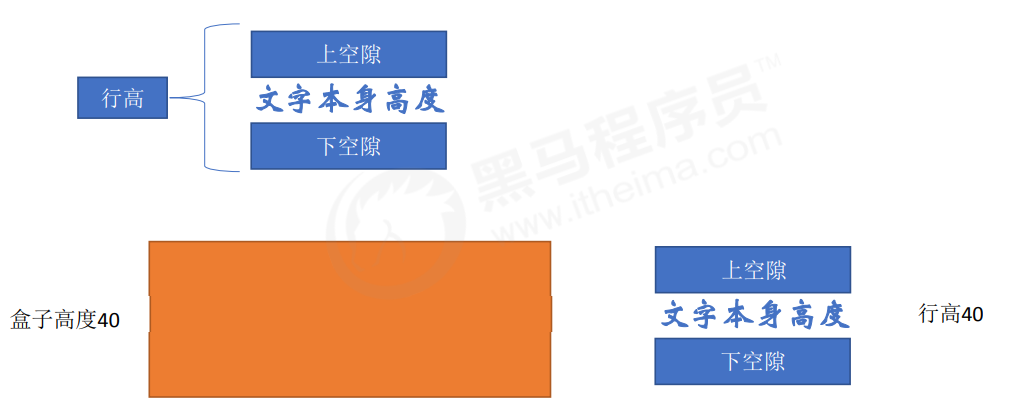 上空隙
行高
文字本身高度
下空隙
黑马程序员™
www.itheima.com
上空隙
盒子高度40
文字本身高度
行高40
下空隙